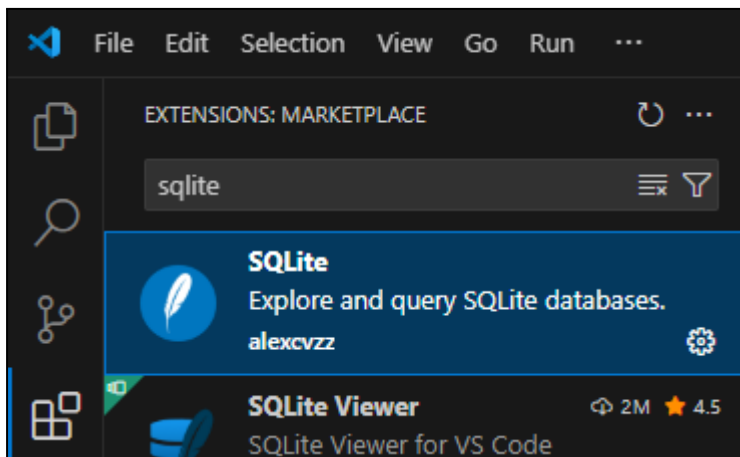 File Edit Selection View Go Run ···
EXTENSIONS: MARKETPLACE
sqlite
SQLite
Explore and query SQLite databases.
alexcvzz
SQLite Viewer 2M 4.5
SQLite Viewer for VS Code